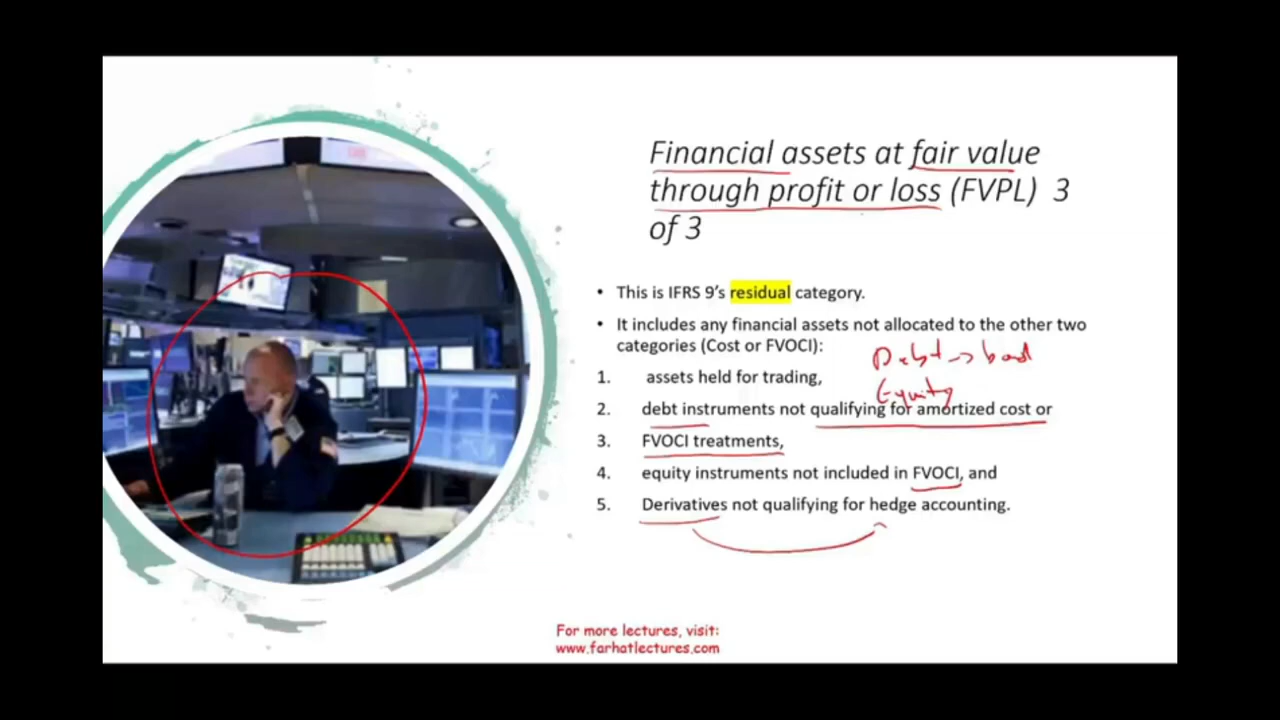 Financial assets at fair value
through profit or loss (FVPL) 3
of 3
• This is IFRS 9's residual category.
• It includes any financial assets not allocated to the other two
categories (Cost or FVOCI):
Debt → bond
1. assets held for trading,
Equity
2. debt instruments not qualifying for amortized cost or
3. FVOCI treatments,
4. equity instruments not included in FVOCI, and
5. Derivatives not qualifying for hedge accounting.
For more lectures, visit:
www.farhatlectures.com